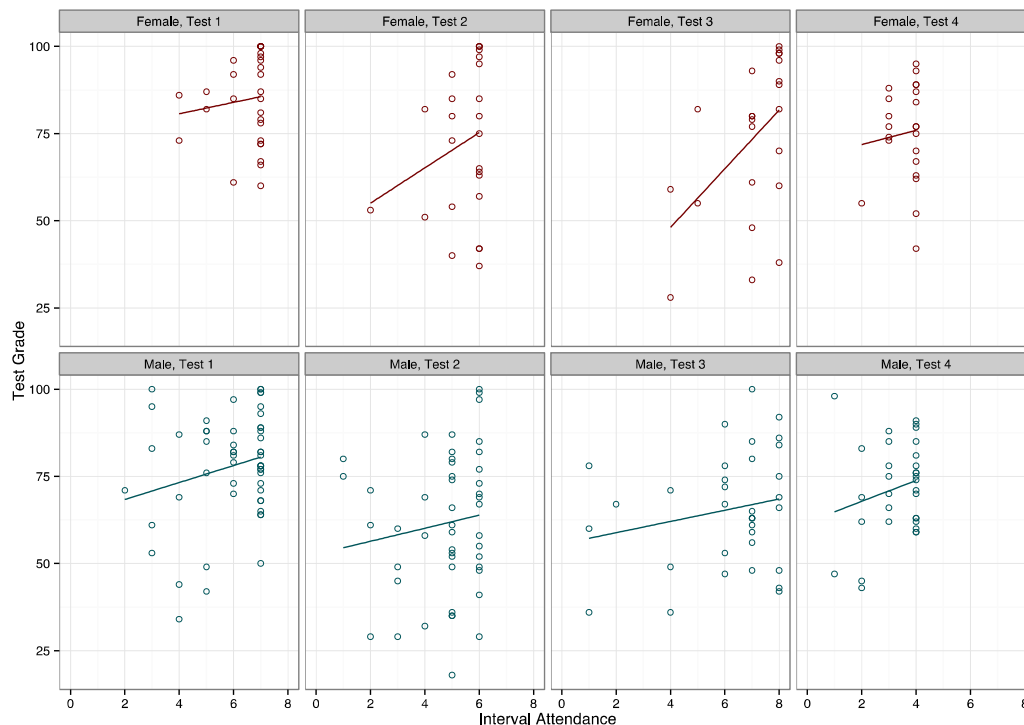 Female, Test 1
Female, Test 2
Female, Test 3
Female, Test 4
100
75
50
25
Male, Test 1
Male, Test 2
Male, Test 3
Male, Test 4
100
75
50
25
0 2 4 6 8 0 2 4 6 8 0 2 4 6 8 0 2 4 6 8
Interval Attendance
Test Grade